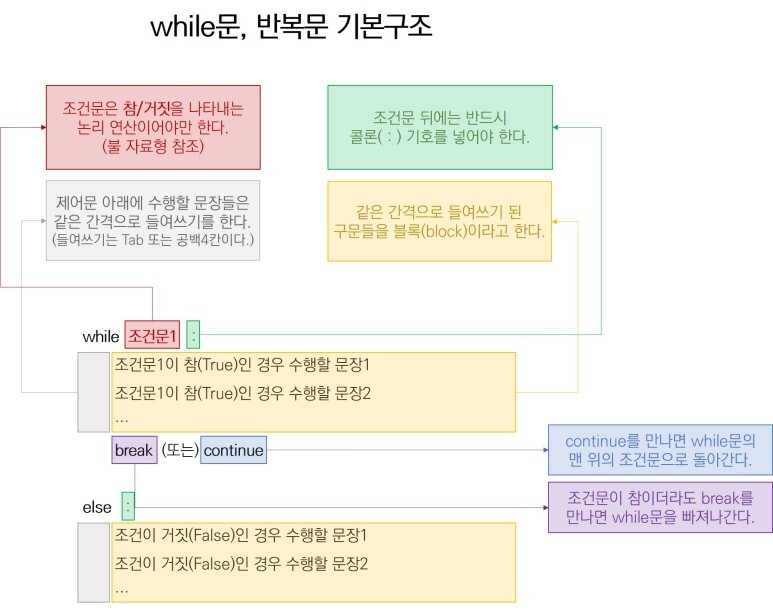 while문, 반복문 기본구조
조건문은 참/거짓을 나타내는
논리 연산이어야만 한다.
(불 자료형 참조)
조건문 뒤에는 반드시
콜론( : ) 기호를 넣어야 한다.
제어문 아래에 수행할 문장들은
같은 간격으로 들여쓰기를 한다.
(들여쓰기는 Tab 또는 공백4칸이다.)
같은 간격으로 들여쓰기 된
구문들을 블록(block)이라고 한다.
while 조건문1 :
조건문1이 참(True)인 경우 수행할 문장1
조건문1이 참(True)인 경우 수행할 문장2
...
break (또는) continue
continue를 만나면 while문의
맨 위의 조건문으로 돌아간다.
조건문이 참이더라도 break를
만나면 while문을 빠져나간다.
else :
조건이 거짓(False)인 경우 수행할 문장1
조건이 거짓(False)인 경우 수행할 문장2
...